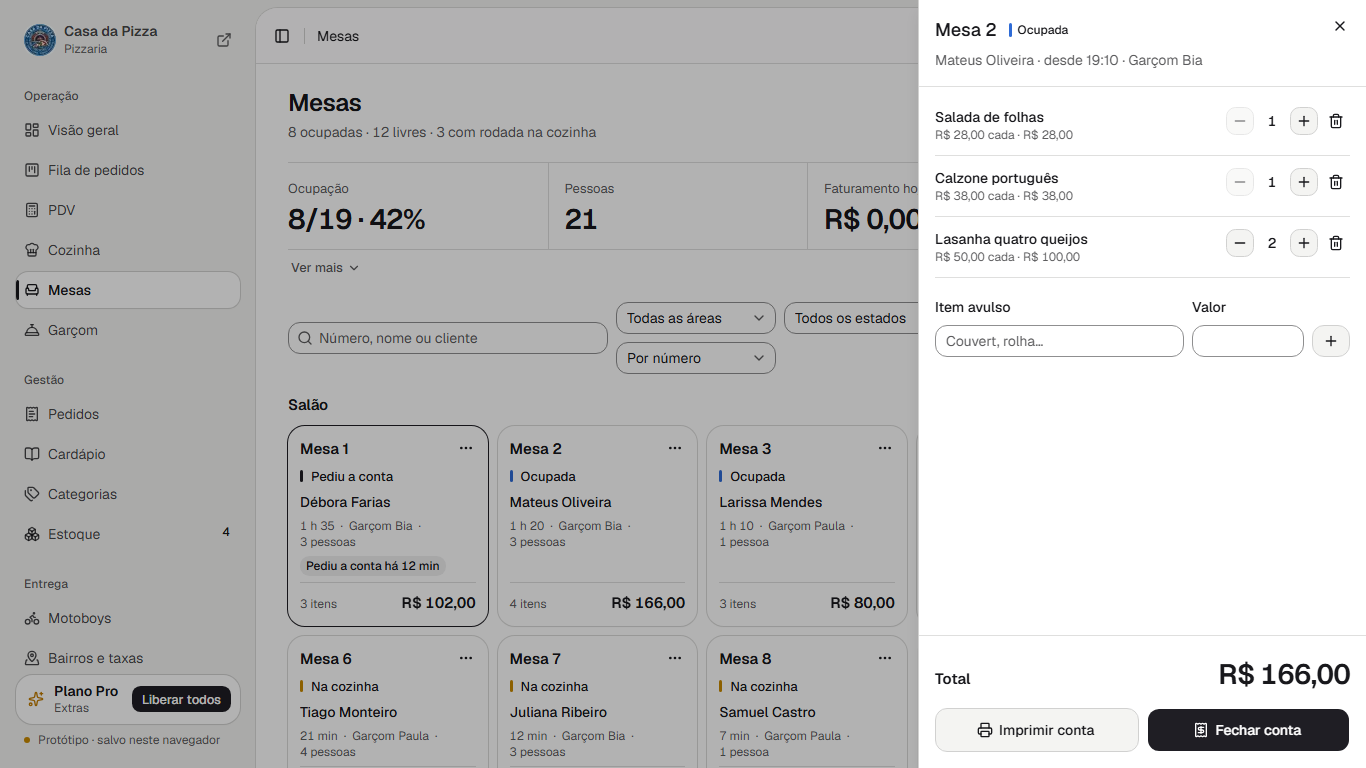 Casa da Pizza
Pizzaria
Operação
Visão geral
Fila de pedidos
PDV
Cozinha
Mesas
Garçom
Gestão
Pedidos
Cardápio
Categorias
Estoque 4
Entrega
Motoboys
Bairros e taxas
Plano Pro
Extras
Liberar todos
Protótipo · salvo neste navegador
Mesas
Mesas
8 ocupadas · 12 livres · 3 com rodada na cozinha
Ocupação
8/19 · 42%
Pessoas
21
Faturamento ho
R$ 0,00
Ver mais
Número, nome ou cliente
Todas as áreas
Todos os estados
Por número
Salão
Mesa 1
Pediu a conta
Débora Farias
1 h 35 · Garçom Bia ·
3 pessoas
Pediu a conta há 12 min
3 itens R$ 102,00
Mesa 2
Ocupada
Mateus Oliveira
1 h 20 · Garçom Bia ·
3 pessoas
4 itens R$ 166,00
Mesa 3
Ocupada
Larissa Mendes
1 h 10 · Garçom Paula ·
1 pessoa
3 itens R$ 80,00
Mesa 6
Na cozinha
Tiago Monteiro
21 min · Garçom Paula ·
4 pessoas
Mesa 7
Na cozinha
Juliana Ribeiro
12 min · Garçom Bia ·
3 pessoas
Mesa 8
Na cozinha
Samuel Castro
7 min · Garçom Paula ·
1 pessoa
Mesa 2 Ocupada
Mateus Oliveira · desde 19:10 · Garçom Bia
Salada de folhas
R$ 28,00 cada · R$ 28,00
1
Calzone português
R$ 38,00 cada · R$ 38,00
1
Lasanha quatro queijos
R$ 50,00 cada · R$ 100,00
2
Item avulso Valor
Couvert, rolha...
Total R$ 166,00
Imprimir conta
Fechar conta